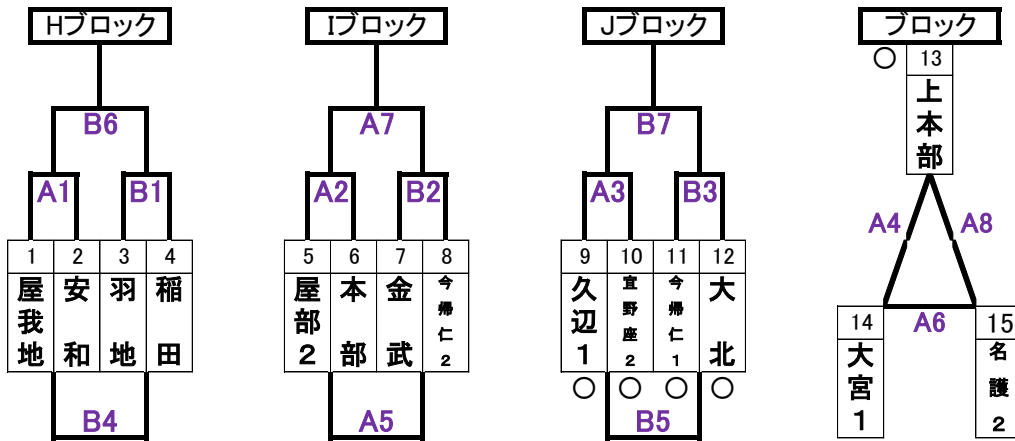 Hブロック
B6
A1
B1
1
2
3
4
屋我地
安和
羽地
稲田
B4
Iブロック
A7
A2
B2
5
6
7
8
屋部2
本部
金武
今帰仁2
A5
Jブロック
B7
A3
B3
9
10
11
12
久辺1
宜野座2
今帰仁1
大北
○
○
○
○
B5
ブロック
○
13
上本部
A4
A8
A6
14
15
大宮1
名護2